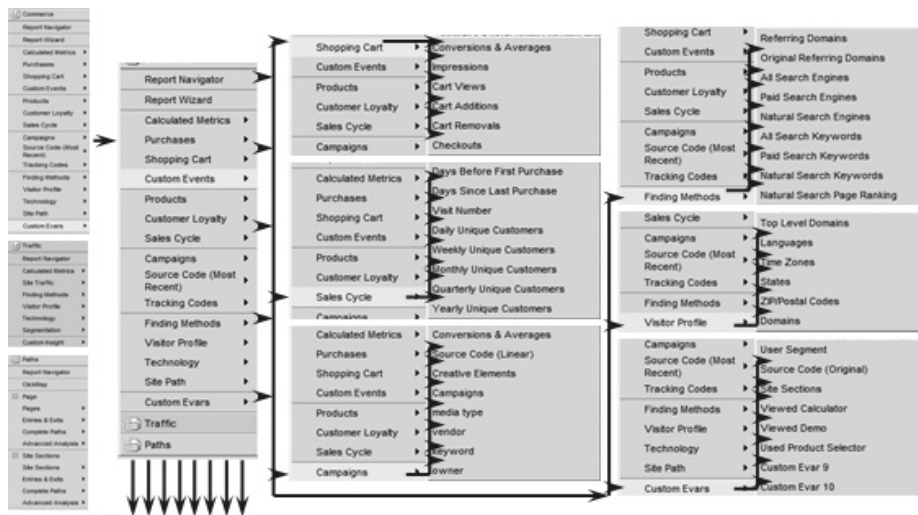 Commerce
Report Navigator
Report Wizard
Calculated Metrics
Purchases
Shopping Cart
Custom Events
Products
Customer Loyalty
Sales Cycle
Campaigns
Source Code (Most
Recent)
Tracking Codes
Finding Methods
Visitor Profile
Technology
Site Path
Custom Evars
Traffic
Report Navigator
Calculated Metrics
Site Traffic
Finding Methods
Visitor Profile
Technology
Segmentation
Custom Insight
Paths
Report Navigator
ClickMap
Page
Pages
Entries & Exits
Complete Paths
Advanced Analysis
Site Sections
Site Sections
Entries & Exits
Complete Paths
Advanced Analysis
Report Navigator
Report Wizard
Calculated Metrics
Purchases
Shopping Cart
Custom Events
Products
Customer Loyalty
Sales Cycle
Campaigns
Source Code (Most
Recent)
Tracking Codes
Finding Methods
Visitor Profile
Technology
Site Path
Custom Evars
Traffic
Paths
Shopping Cart
Custom Events
Products
Customer Loyalty
Sales Cycle
Campaigns
Conversions & Averages
Impressions
Cart Views
Cart Additions
Cart Removals
Checkouts
Calculated Metrics
Purchases
Shopping Cart
Custom Events
Products
Customer Loyalty
Sales Cycle
Campaigns
Days Before First Purchase
Days Since Last Purchase
Visit Number
Daily Unique Customers
Weekly Unique Customers
Monthly Unique Customers
Quarterly Unique Customers
Yearly Unique Customers
Calculated Metrics
Purchases
Shopping Cart
Custom Events
Products
Customer Loyalty
Sales Cycle
Campaigns
Conversions & Averages
Source Code (Linear)
Creative Elements
Campaigns
media type
vendor
keyword
owner
Shopping Cart
Custom Events
Products
Customer Loyalty
Sales Cycle
Campaigns
Source Code (Most
Recent)
Tracking Codes
Finding Methods
Referring Domains
Original Referring Domains
All Search Engines
Paid Search Engines
Natural Search Engines
All Search Keywords
Paid Search Keywords
Natural Search Keywords
Natural Search Page Ranking
Sales Cycle
Campaigns
Source Code (Most
Recent)
Tracking Codes
Finding Methods
Visitor Profile
Top Level Domains
Languages
Time Zones
States
ZIP/Postal Codes
Domains
Campaigns
Source Code (Most
Recent)
Tracking Codes
Finding Methods
Visitor Profile
Technology
Site Path
Custom Evars
User Segment
Source Code (Original)
Site Sections
Viewed Calculator
Viewed Demo
Used Product Selector
Custom Evar 9
Custom Evar 10